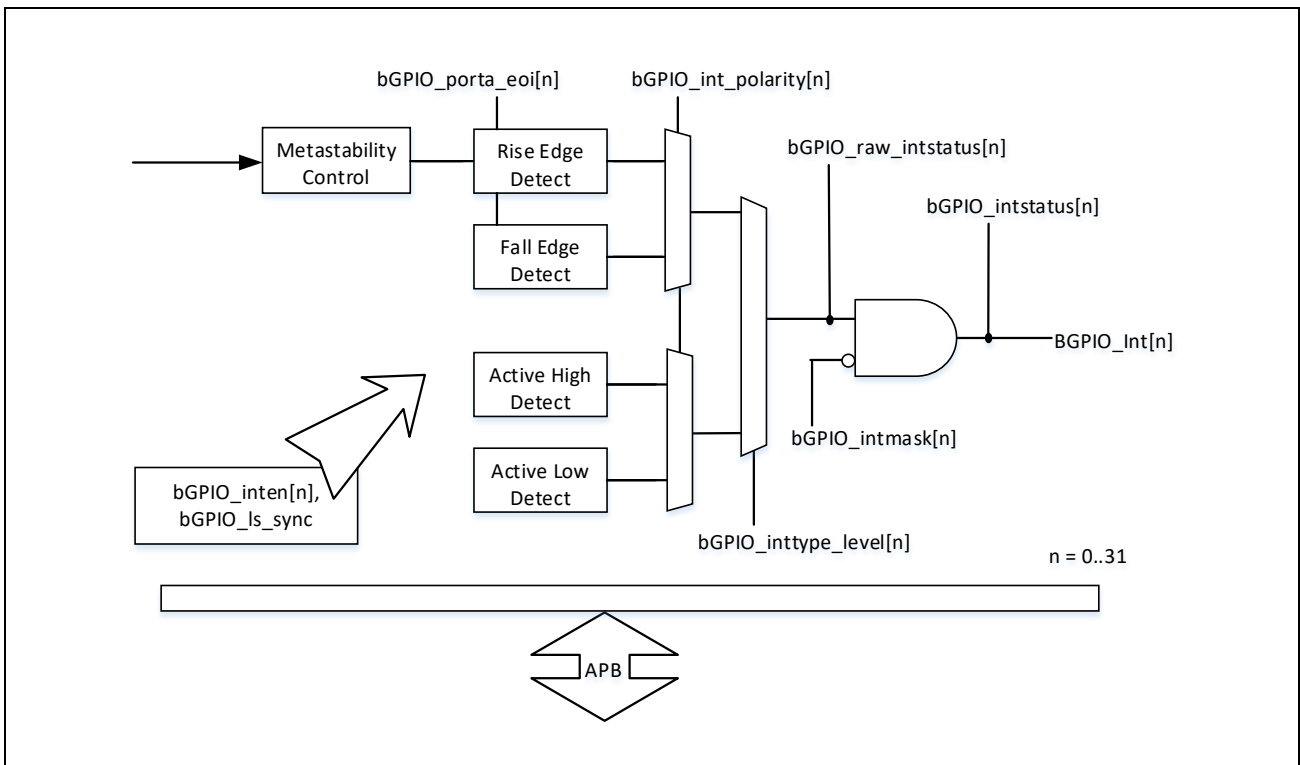 bGPIO_porta_eoi[n]
bGPIO_int_polarity[n]
Metastability
Control
Rise Edge
Detect
bGPIO_raw_intstatus[n]
bGPIO_intstatus[n]
Fall Edge
Detect
BGPIO_Int[n]
Active High
Detect
bGPIO_intmask[n]
Active Low
Detect
bGPIO_inten[n],
bGPIO_ls_sync
bGPIO_inttype_level[n]
n = 0..31
APB